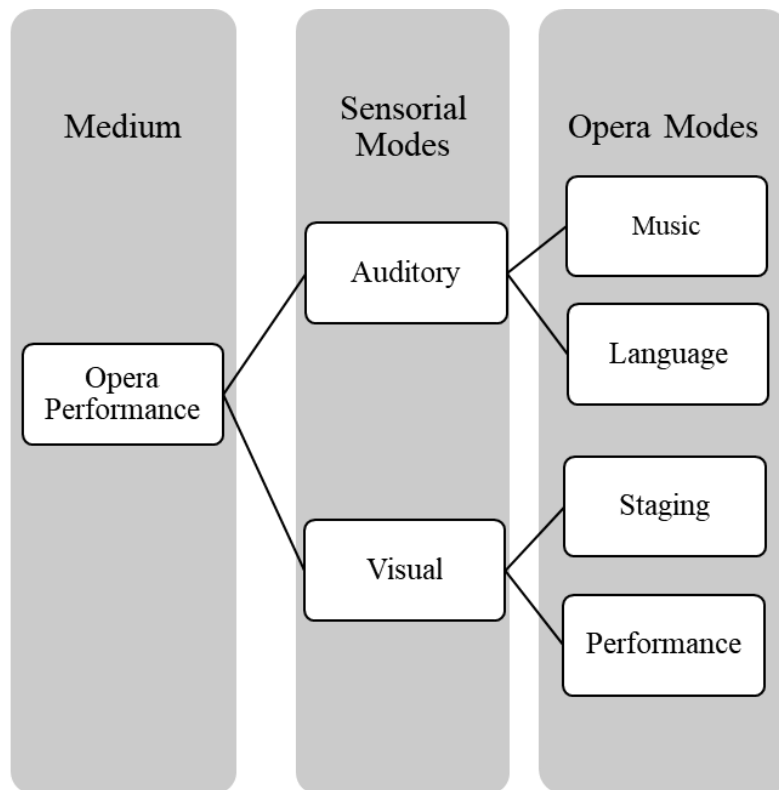 Medium
Opera
Performance
Sensorial
Modes
Auditory
Visual
Opera Modes
Music
Language
Staging
Performance